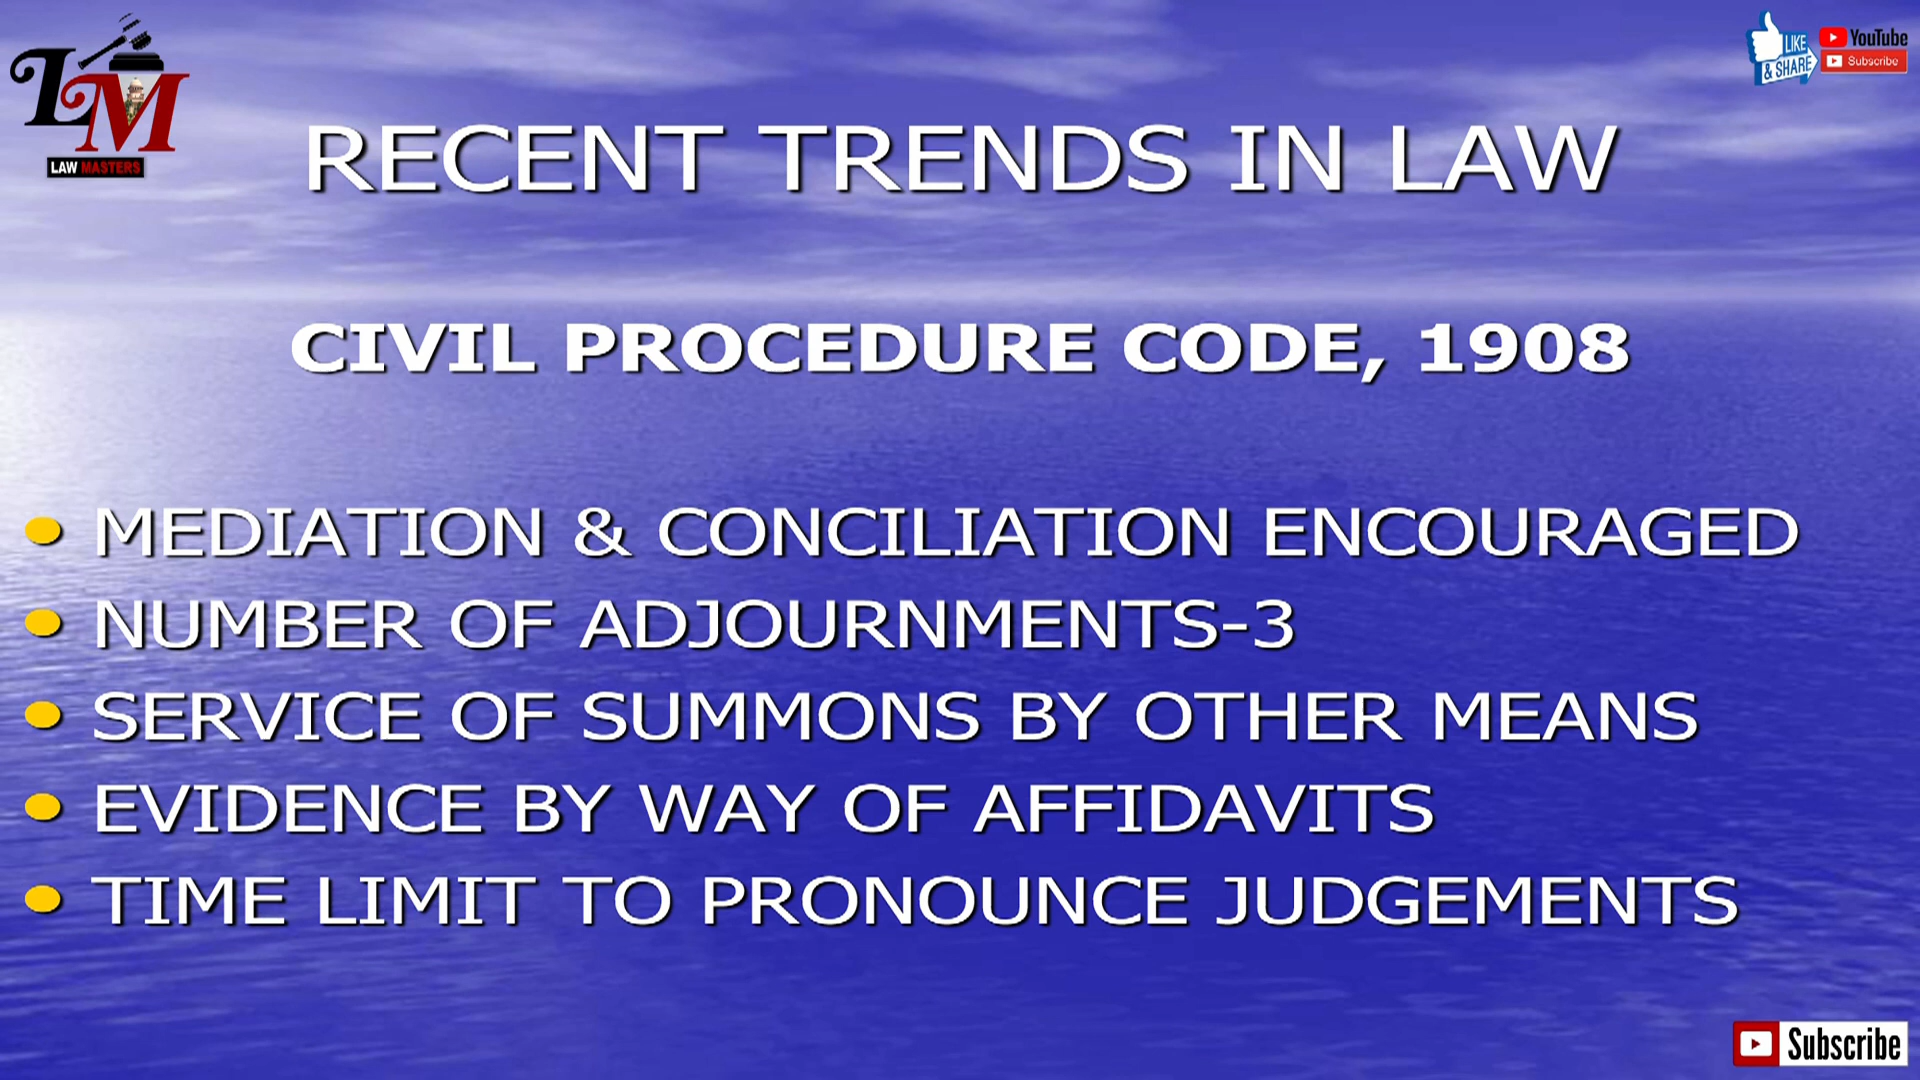 LM
LAW MASTERS
LIKE
& SHARE
YouTube
Subscribe
RECENT TRENDS IN LAW
CIVIL PROCEDURE CODE, 1908
MEDIATION & CONCILIATION ENCOURAGED
NUMBER OF ADJOURNMENTS-3
SERVICE OF SUMMONS BY OTHER MEANS
EVIDENCE BY WAY OF AFFIDAVITS
TIME LIMIT TO PRONOUNCE JUDGEMENTS
Subscribe